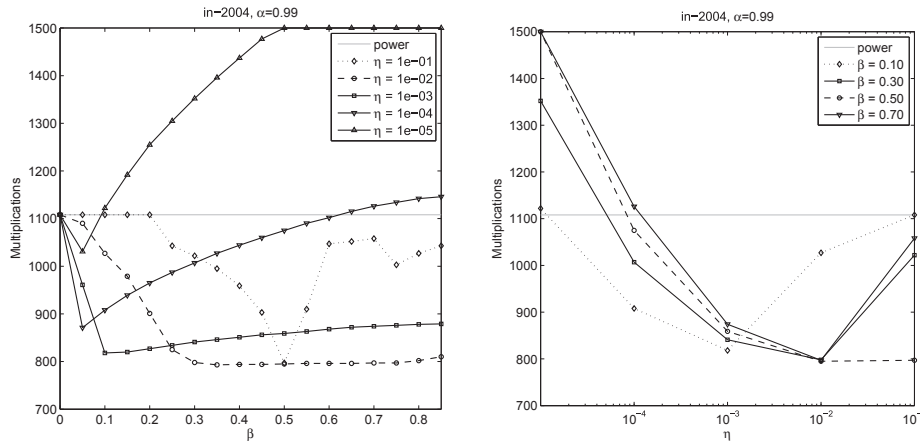 in−2004, α=0.99
1500
1400
1300
1200
1100
1000
900
800
700
Multiplications
0
0.1
0.2
0.3
0.4
0.5
0.6
0.7
0.8
β
power
η = 1e−01
η = 1e−02
η = 1e−03
η = 1e−04
η = 1e−05
in−2004, α=0.99
1500
1400
1300
1200
1100
1000
900
800
700
Multiplications
10⁻⁴
10⁻³
10⁻²
η
power
β = 0.10
β = 0.30
β = 0.50
β = 0.70